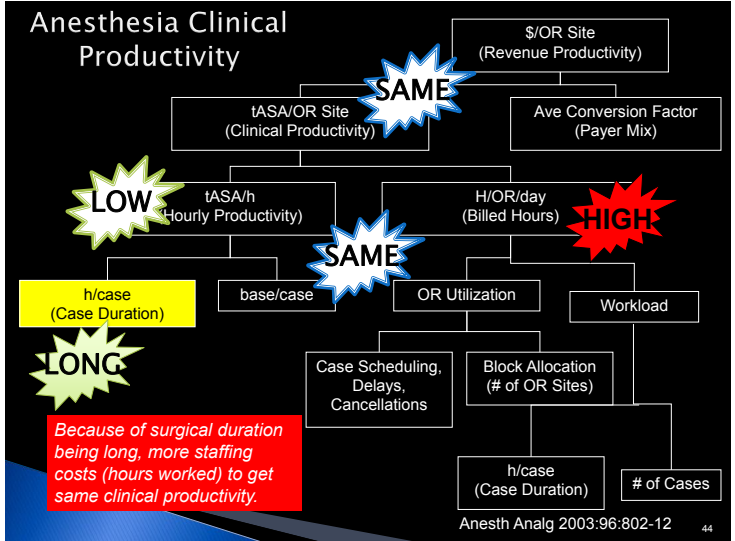 Anesthesia Clinical
Productivity
$/OR Site
(Revenue Productivity)
SAME
tASA/OR Site
(Clinical Productivity)
Ave Conversion Factor
(Payer Mix)
LOW
tASA/h
(Hourly Productivity)
H/OR/day
(Billed Hours)
HIGH
SAME
h/case
(Case Duration)
base/case
OR Utilization
Workload
LONG
Case Scheduling,
Delays,
Cancellations
Block Allocation
(# of OR Sites)
Because of surgical duration
being long, more staffing
costs (hours worked) to get
same clinical productivity.
h/case
(Case Duration)
# of Cases
Anesth Analg 2003:96:802-12
44